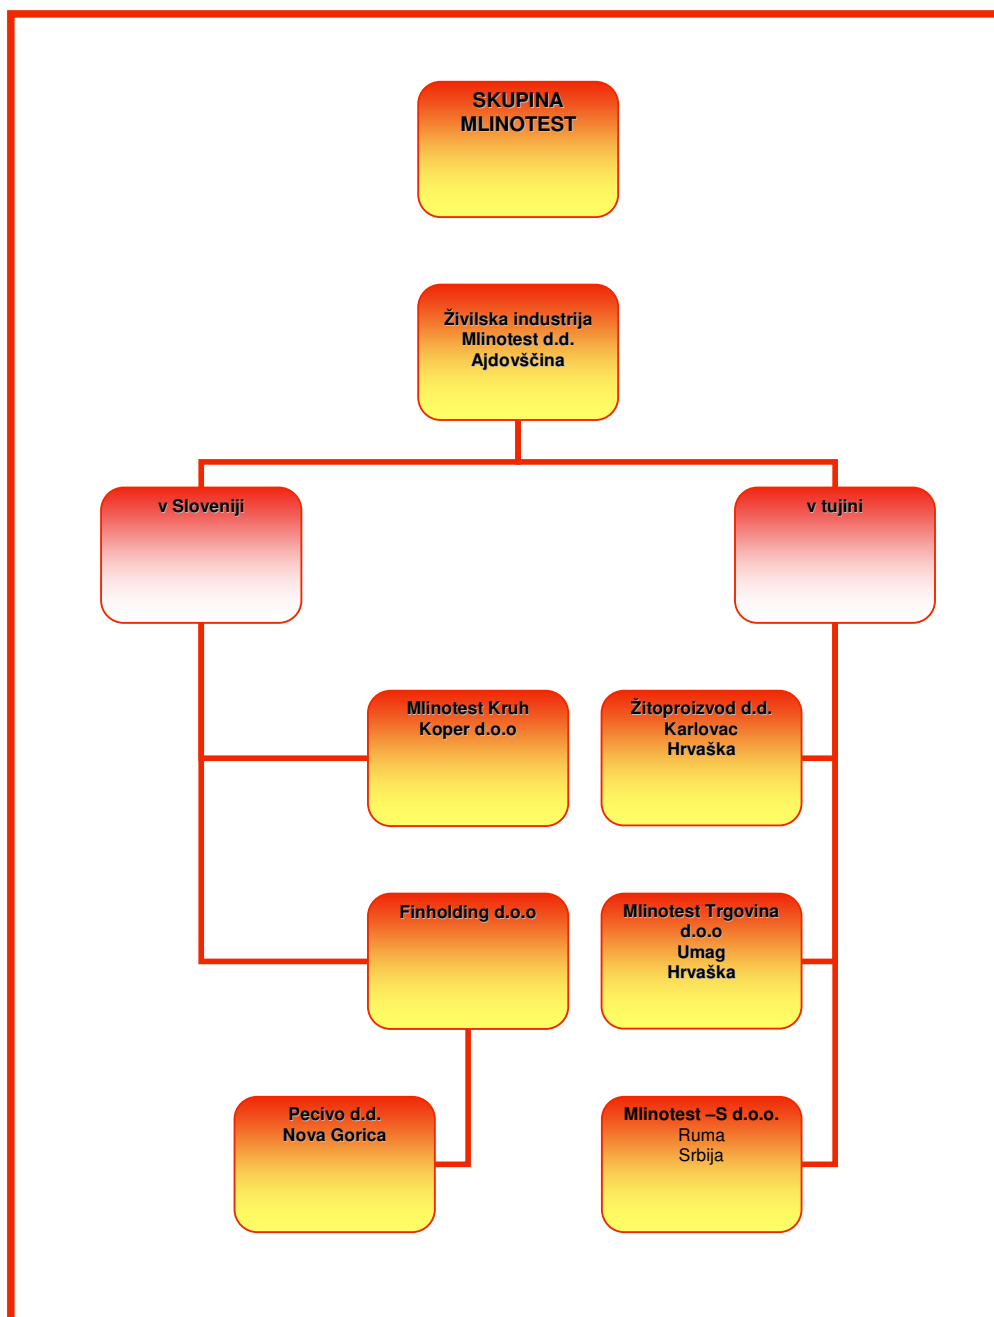 SKUPINA
MLINOTEST
Živilska industrija
Mlinotest d.d.
Ajdovščina
v Sloveniji
v tujini
Mlinotest Kruh
Koper d.o.o
Žitoproizvod d.d.
Karlovac
Hrvaška
Finholding d.o.o
Mlinotest Trgovina
d.o.o
Umag
Hrvaška
Pecivo d.d.
Nova Gorica
Mlinotest –S d.o.o.
Ruma
Srbija